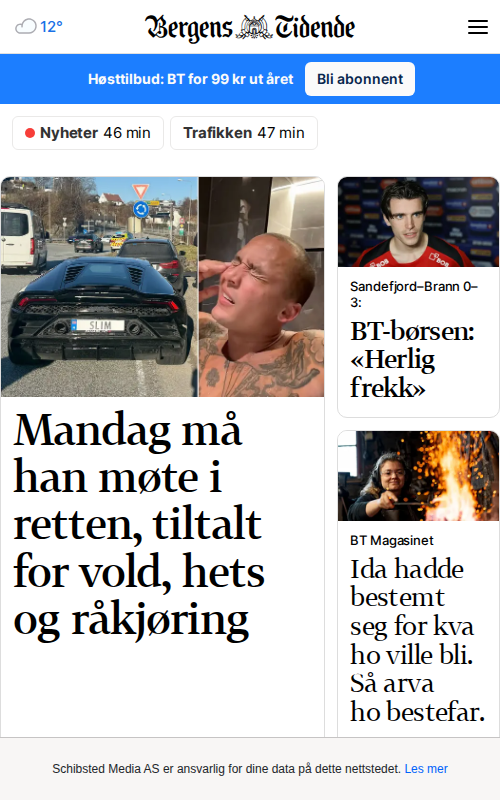 12°
Bergens Tidende
Høsttilbud: BT for 99 kr ut året
Bli abonnent
Nyheter 46 min
Trafikken 47 min
SLIM
Mandag må
han møte i
retten, tiltalt
for vold, hets
og råkjøring
Sandefjord–Brann 0–
3:
BT-børsen:
«Herlig
frekk»
BT Magasinet
Ida hadde
bestemt
seg for kva
ho ville bli.
Så arva
ho bestefar.
Schibsted Media AS er ansvarlig for dine data på dette nettstedet. Les mer